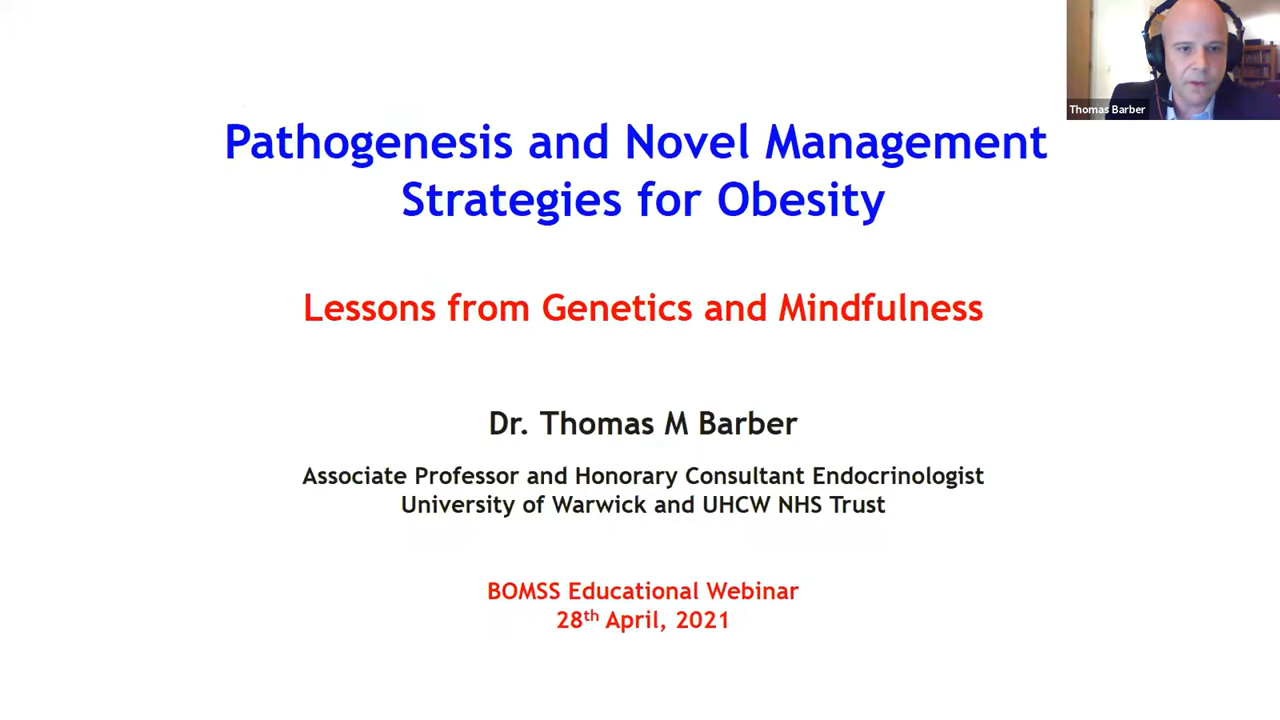 Thomas Barber
Pathogenesis and Novel Management
Strategies for Obesity
Lessons from Genetics and Mindfulness
Dr. Thomas M Barber
Associate Professor and Honorary Consultant Endocrinologist
University of Warwick and UHCW NHS Trust
BOMSS Educational Webinar
28th April, 2021